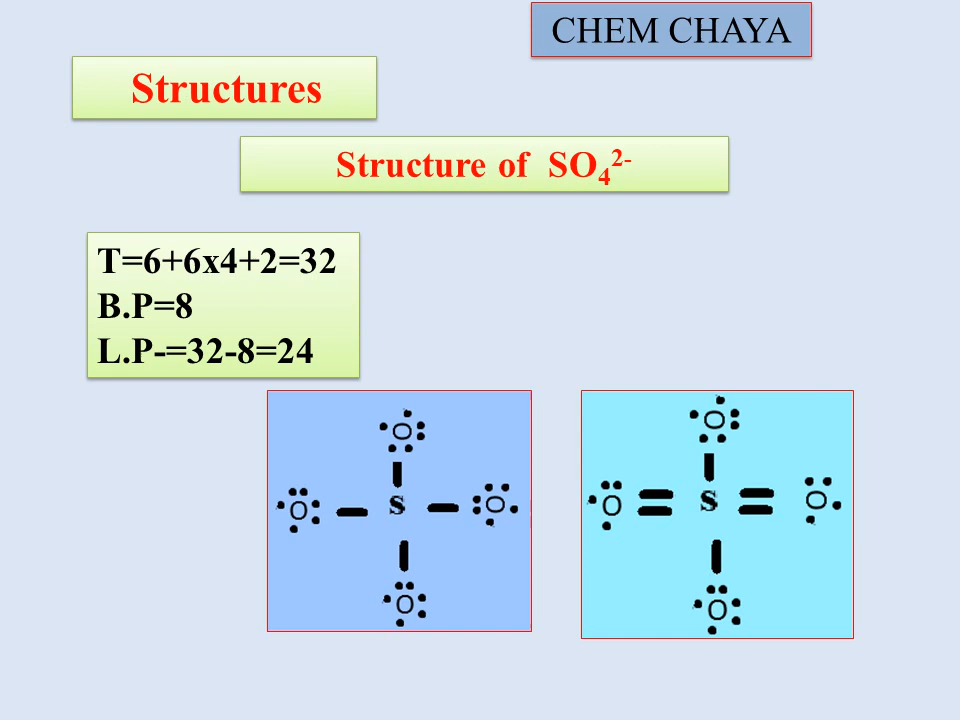 CHEM CHAYA
Structures
Structure of SO₄²⁻
T=6+6x4+2=32
B.P=8
L.P-=32-8=24
O O
O S O O S O
O O